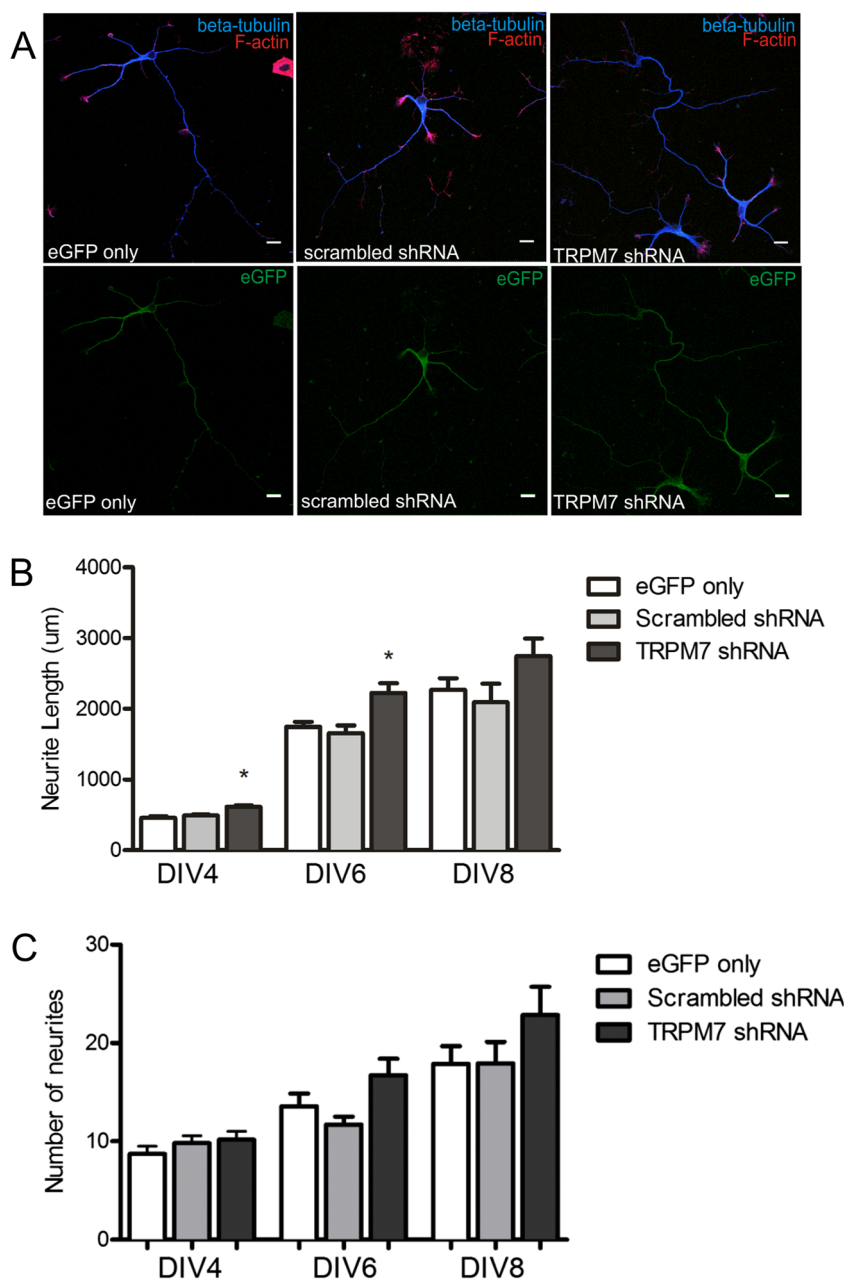 A
beta-tubulin
F-actin
beta-tubulin
F-actin
beta-tubulin
F-actin
eGFP only
scrambled shRNA
TRPM7 shRNA
eGFP
eGFP
eGFP
eGFP only
scrambled shRNA
TRPM7 shRNA
B
Neurite Length (um)
4000
3000
2000
1000
0
*
*
DIV4
DIV6
DIV8
eGFP only
Scrambled shRNA
TRPM7 shRNA
C
Number of neurites
30
20
10
0
DIV4
DIV6
DIV8
eGFP only
Scrambled shRNA
TRPM7 shRNA